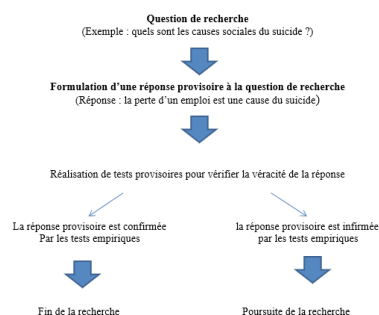 Question de recherche
(Exemple : quels sont les causes sociales du suicide ?)
Formulation d'une réponse provisoire à la question de recherche
(Réponse : la perte d'un emploi est une cause du suicide)
Réalisation de tests provisoires pour vérifier la véracité de la réponse
La réponse provisoire est confirmée
Par les tests empiriques
la réponse provisoire est infirmée
par les tests empiriques
Fin de la recherche
Poursuite de la recherche